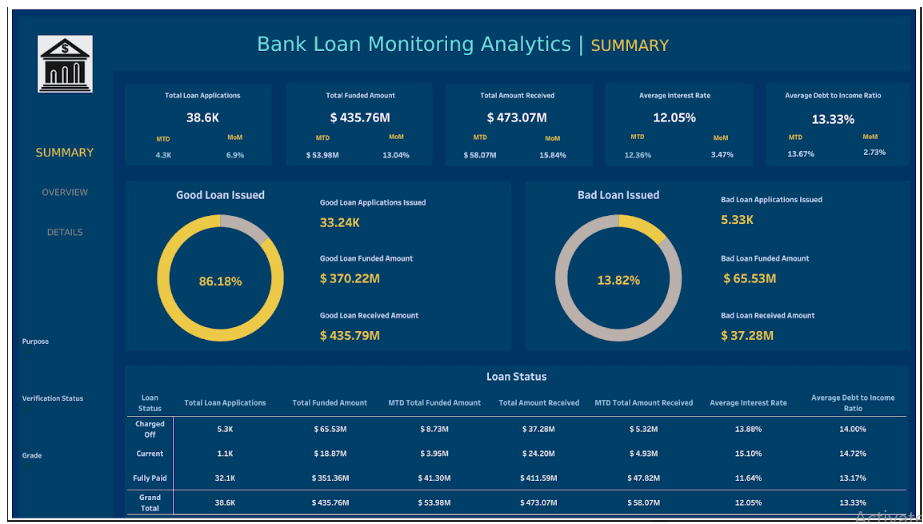 Bank Loan Monitoring Analytics | SUMMARY
SUMMARY
OVERVIEW
DETAILS
Purpose
Verification Status
Grade
Total Loan Applications
38.6K
MTD MoM
4.3K 6.9%
Total Funded Amount
$ 435.76M
MTD MoM
$ 53.98M 13.04%
Total Amount Received
$ 473.07M
MTD MoM
$ 58.07M 15.84%
Average Interest Rate
12.05%
MTD MoM
12.36% 3.47%
Average Debt to Income Ratio
13.33%
MTD MoM
13.67% 2.73%
Good Loan Issued
86.18%
Good Loan Applications Issued
33.24K
Good Loan Funded Amount
$ 370.22M
Good Loan Received Amount
$ 435.79M
Bad Loan Issued
13.82%
Bad Loan Applications Issued
5.33K
Bad Loan Funded Amount
$ 65.53M
Bad Loan Received Amount
$ 37.28M
Loan Status
Loan Status Total Loan Applications Total Funded Amount MTD Total Funded Amount Total Amount Received MTD Total Amount Received Average Interest Rate Average Debt to Income Ratio
Charged Off 5.3K $ 65.53M $ 8.73M $ 37.28M $ 5.32M 13.88% 14.00%
Current 1.1K $ 18.87M $ 3.95M $ 24.20M $ 4.93M 15.10% 14.72%
Fully Paid 32.1K $ 351.36M $ 41.30M $ 411.59M $ 47.82M 11.64% 13.17%
Grand Total 38.6K $ 435.76M $ 53.98M $ 473.07M $ 58.07M 12.05% 13.33%